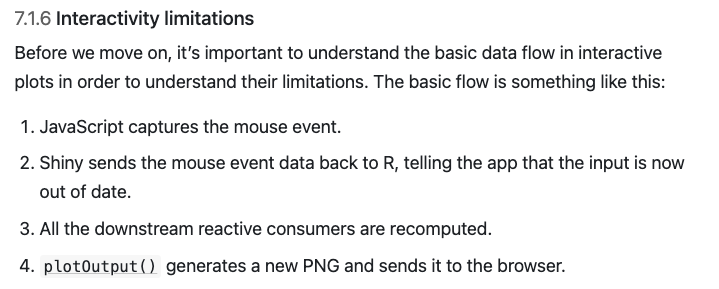 7.1.6 Interactivity limitations
Before we move on, it’s important to understand the basic data flow in interactive
plots in order to understand their limitations. The basic flow is something like this:
1. JavaScript captures the mouse event.
2. Shiny sends the mouse event data back to R, telling the app that the input is now
out of date.
3. All the downstream reactive consumers are recomputed.
4. plotOutput() generates a new PNG and sends it to the browser.